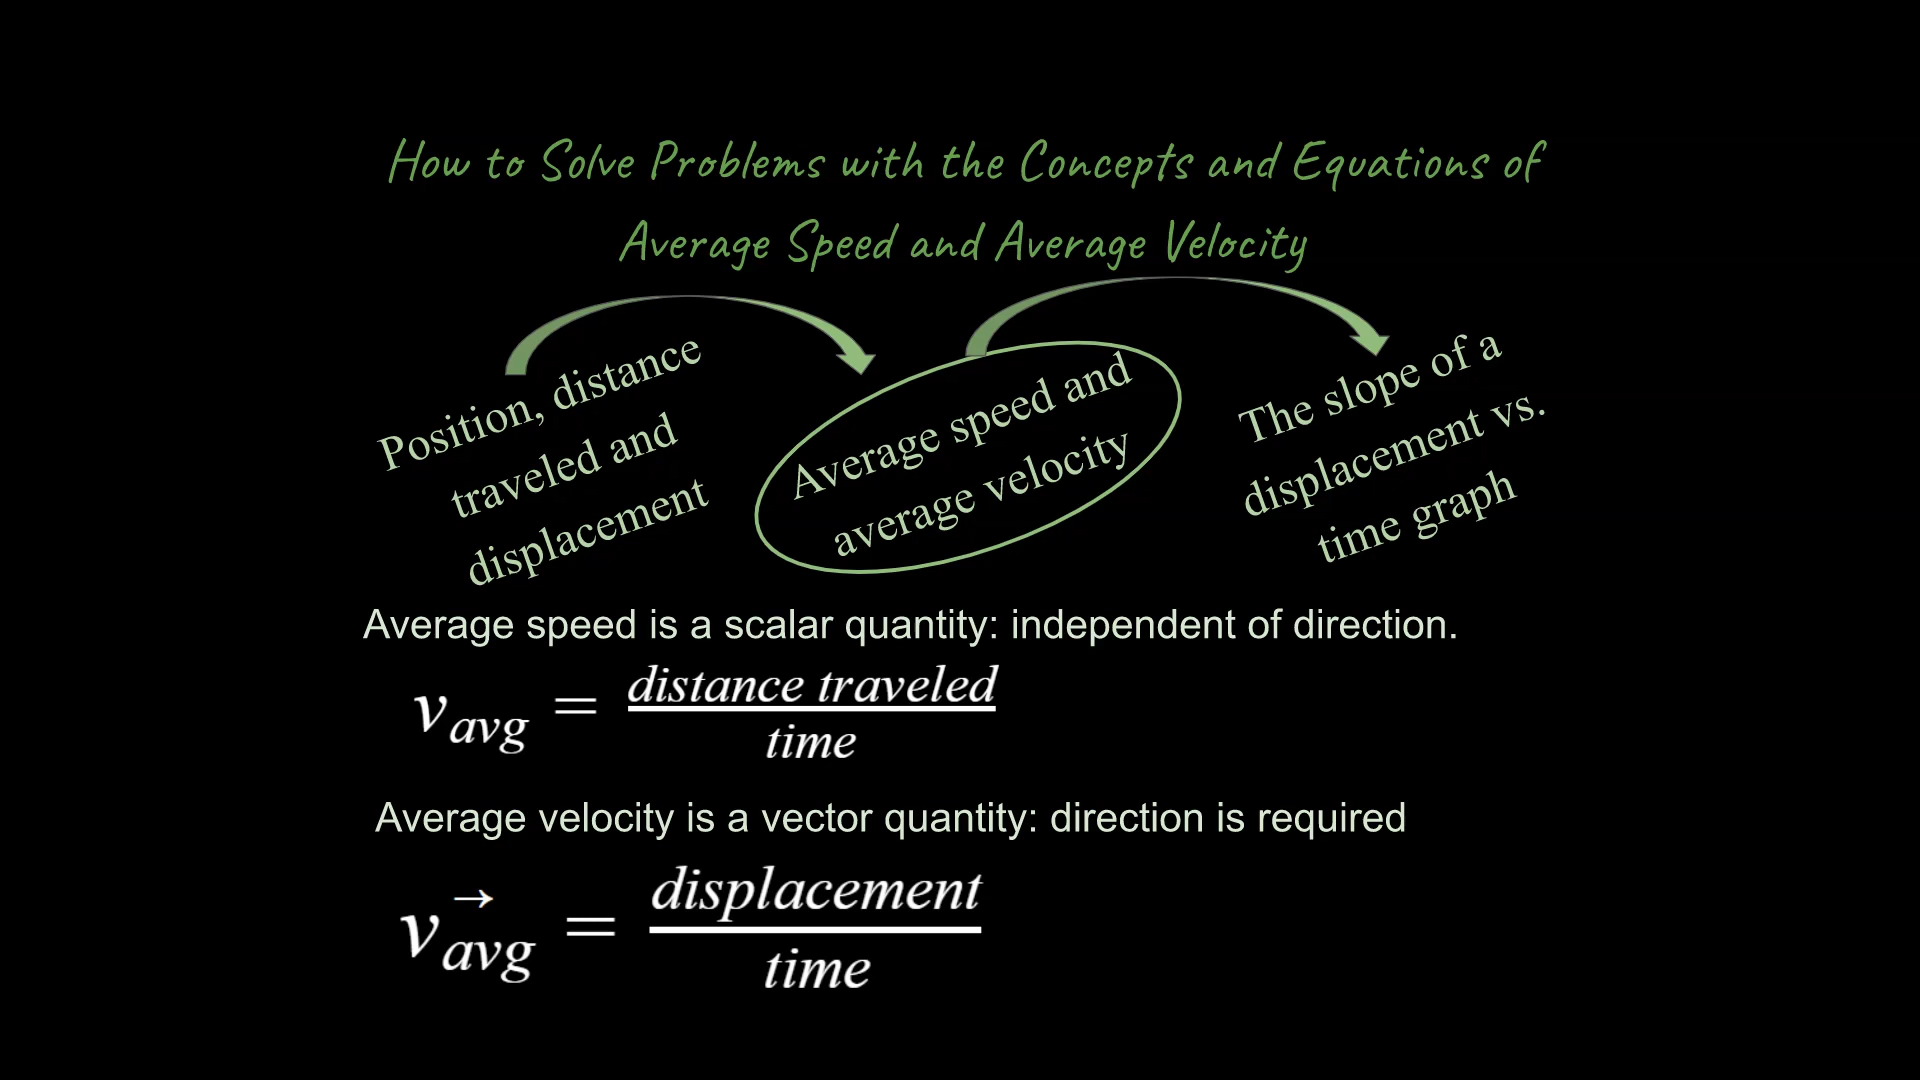 How to Solve Problems with the Concepts and Equations of
Average Speed and Average Velocity
Position, distance
traveled and
displacement
Average speed and
average velocity
The slope of a
displacement vs.
time graph
Average speed is a scalar quantity: independent of direction.
v_avg = distance traveled / time
Average velocity is a vector quantity: direction is required
v⃗_avg = displacement / time